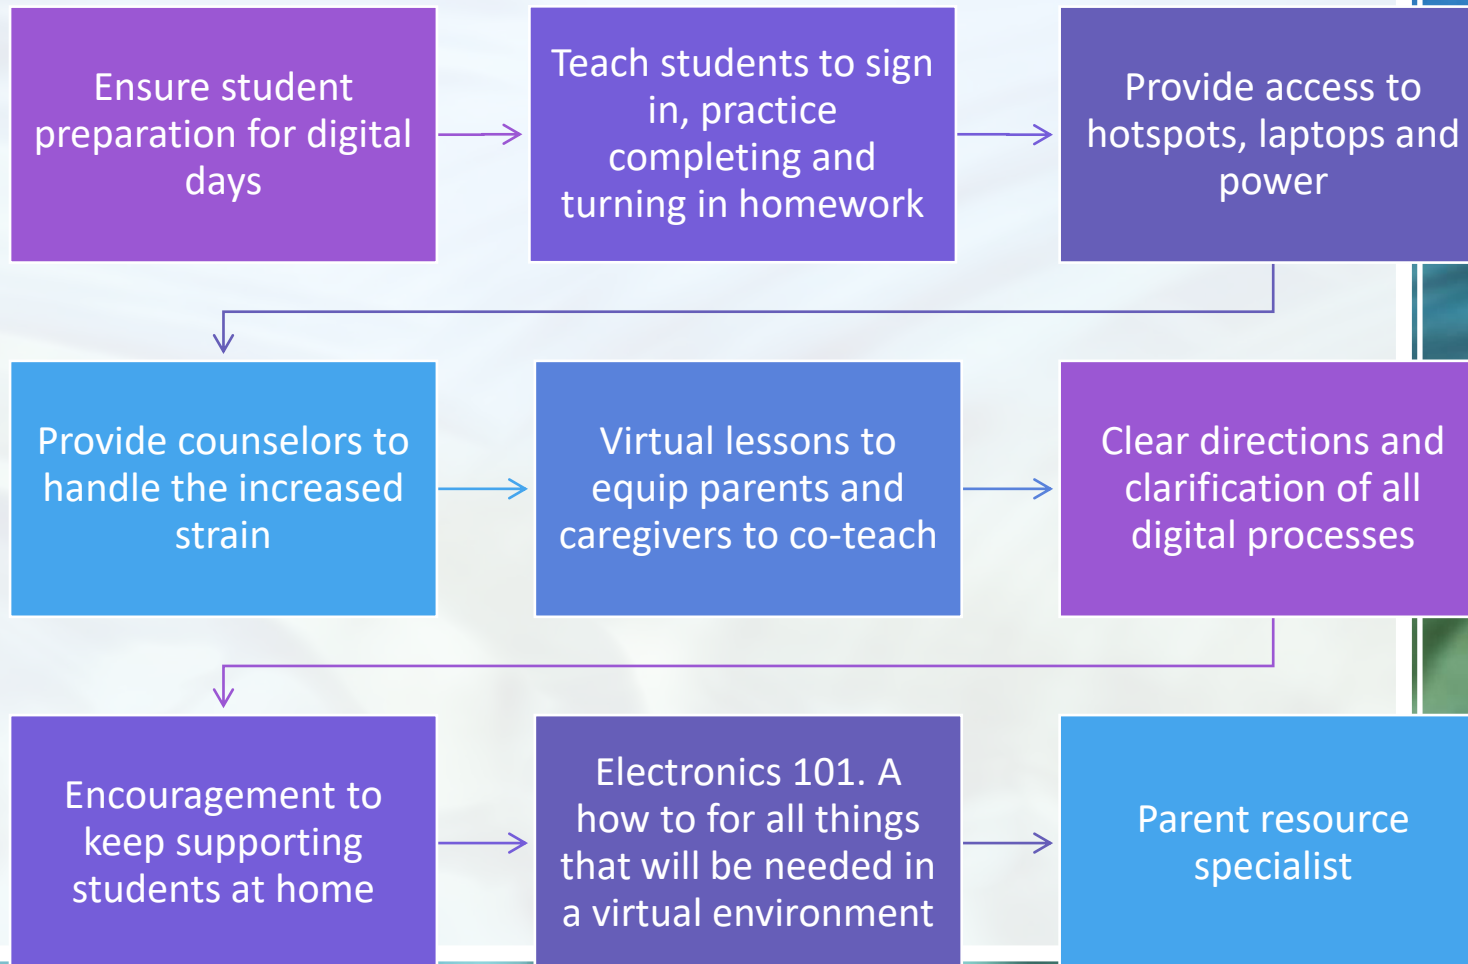 Ensure student
preparation for digital
days
Teach students to sign
in, practice
completing and
turning in homework
Provide access to
hotspots, laptops and
power
Provide counselors to
handle the increased
strain
Virtual lessons to
equip parents and
caregivers to co-teach
Clear directions and
clarification of all
digital processes
Encouragement to
keep supporting
students at home
Electronics 101. A
how to for all things
that will be needed in
a virtual environment
Parent resource
specialist